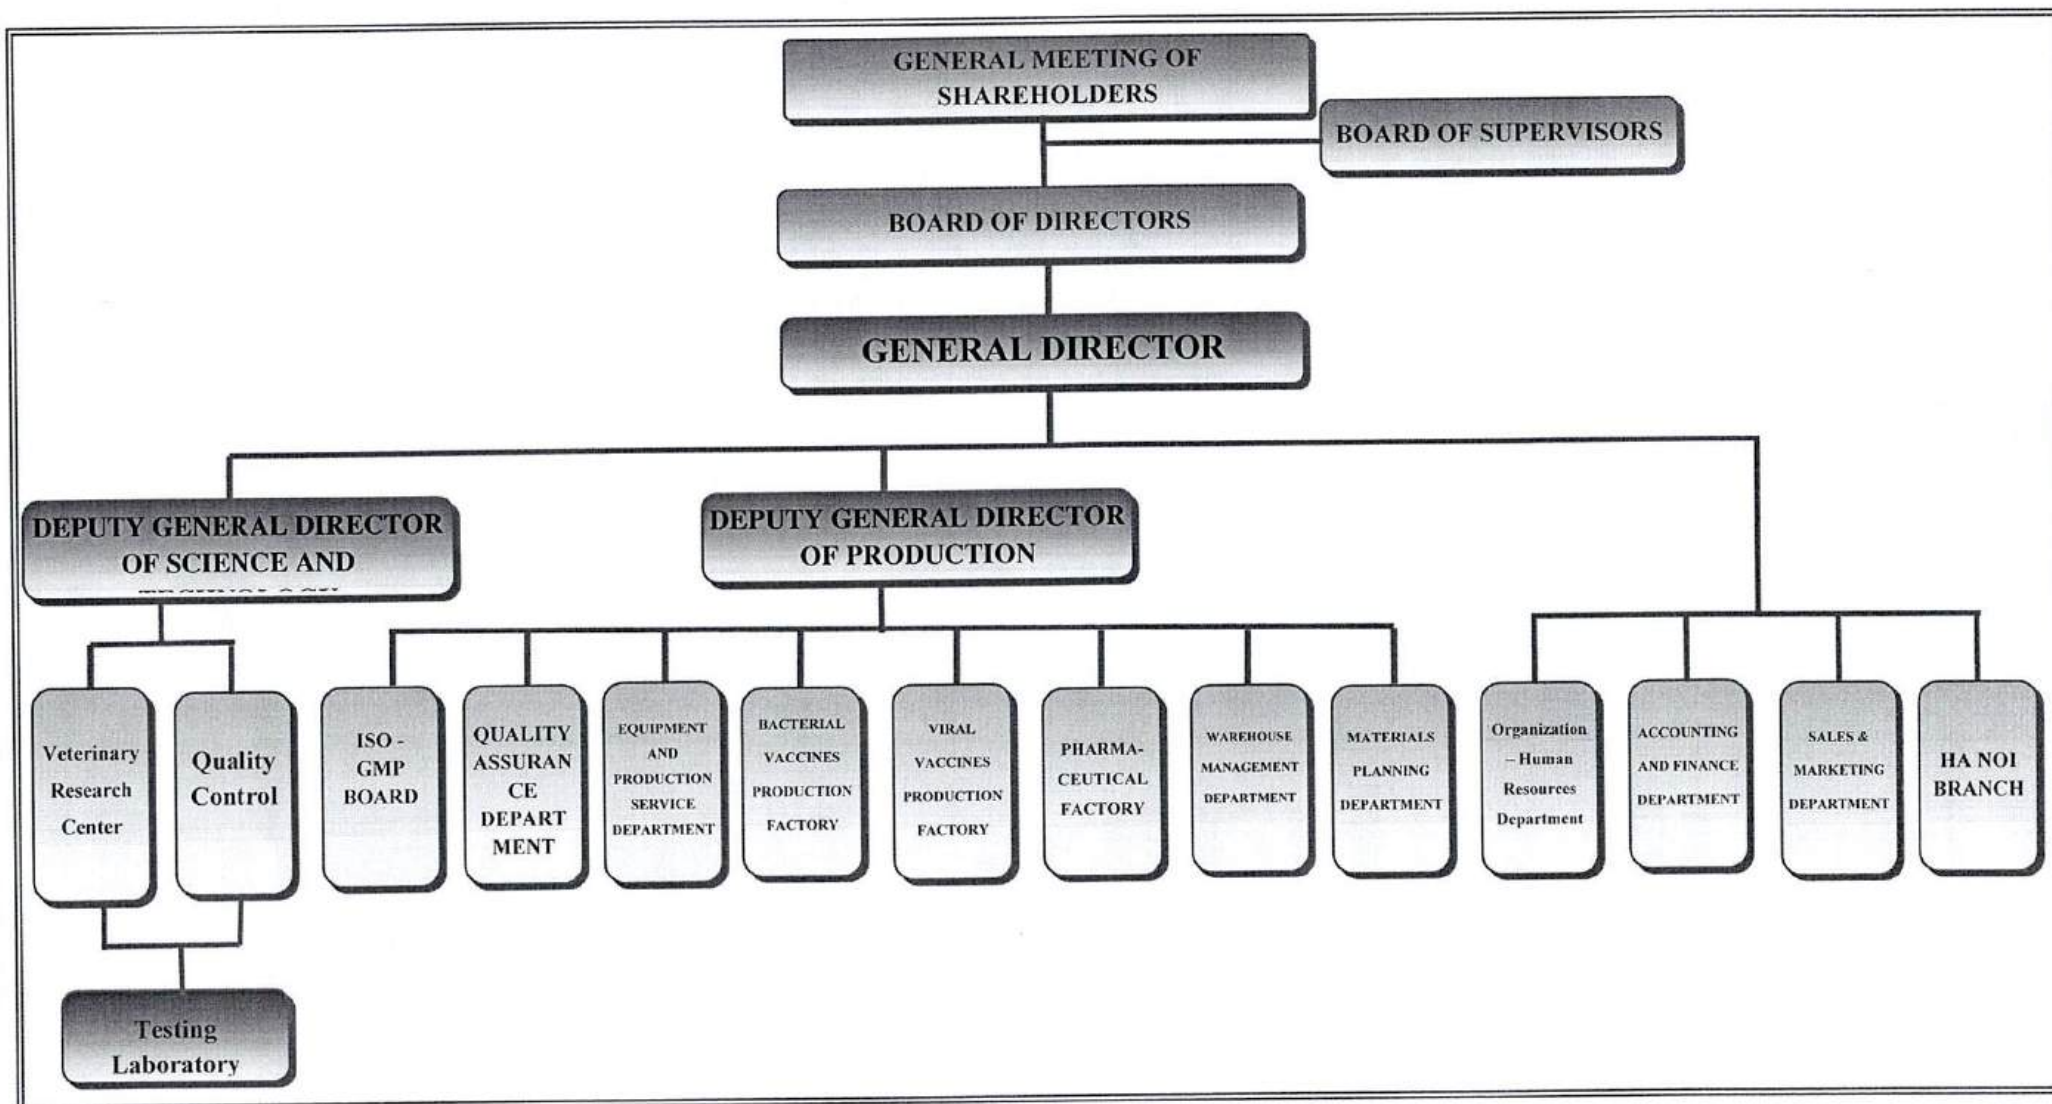 GENERAL MEETING OF
SHAREHOLDERS
BOARD OF SUPERVISORS
BOARD OF DIRECTORS
GENERAL DIRECTOR
DEPUTY GENERAL DIRECTOR
OF SCIENCE AND
DEPUTY GENERAL DIRECTOR
OF PRODUCTION
Veterinary
Research
Center
Quality
Control
ISO -
GMP
BOARD
QUALITY
ASSURAN
CE
DEPART
MENT
EQUIPMENT
AND
PRODUCTION
SERVICE
DEPARTMENT
BACTERIAL
VACCINES
PRODUCTION
FACTORY
VIRAL
VACCINES
PRODUCTION
FACTORY
PHARMA-
CEUTICAL
FACTORY
WAREHOUSE
MANAGEMENT
DEPARTMENT
MATERIALS
PLANNING
DEPARTMENT
Organization
– Human
Resources
Department
ACCOUNTING
AND FINANCE
DEPARTMENT
SALES &
MARKETING
DEPARTMENT
HA NOI
BRANCH
Testing
Laboratory